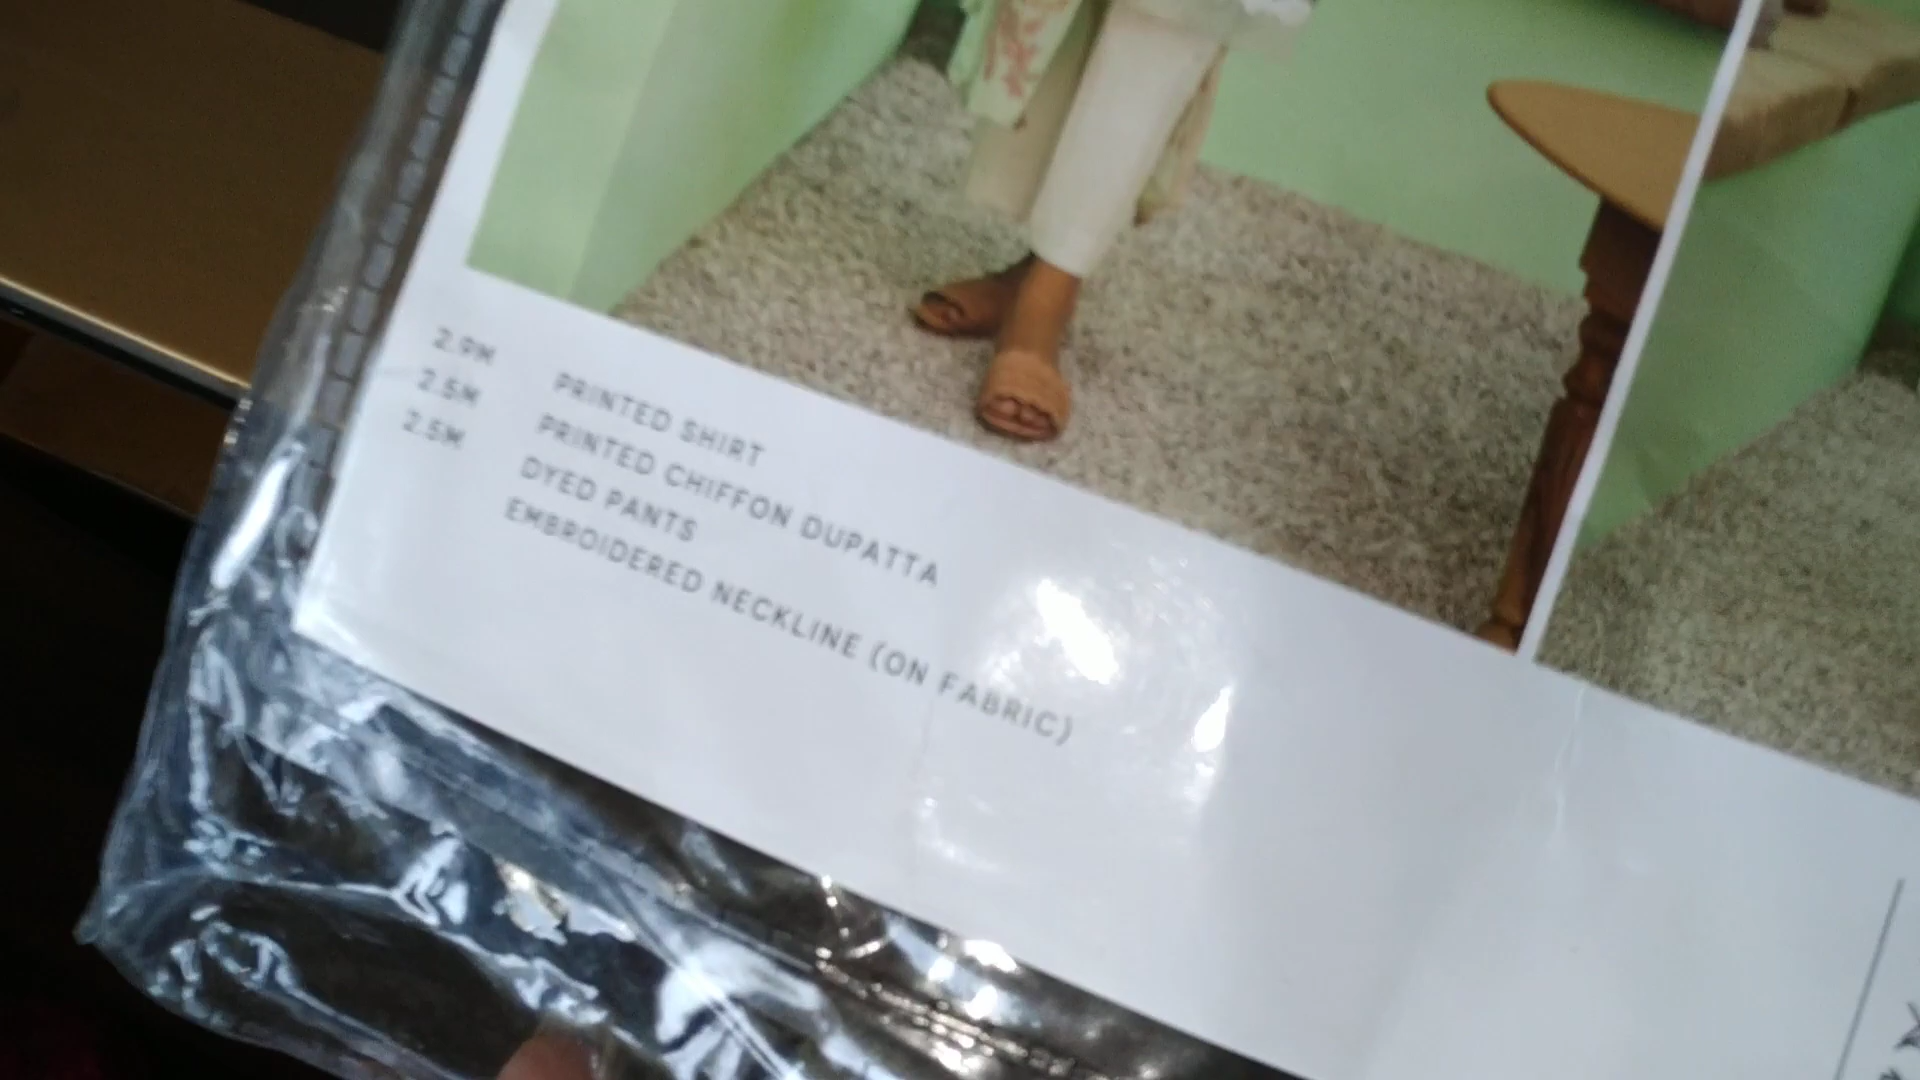 2.9M PRINTED SHIRT
2.5M PRINTED CHIFFON DUPATTA
2.5M DYED PANTS
EMBROIDERED NECKLINE (ON FABRIC)